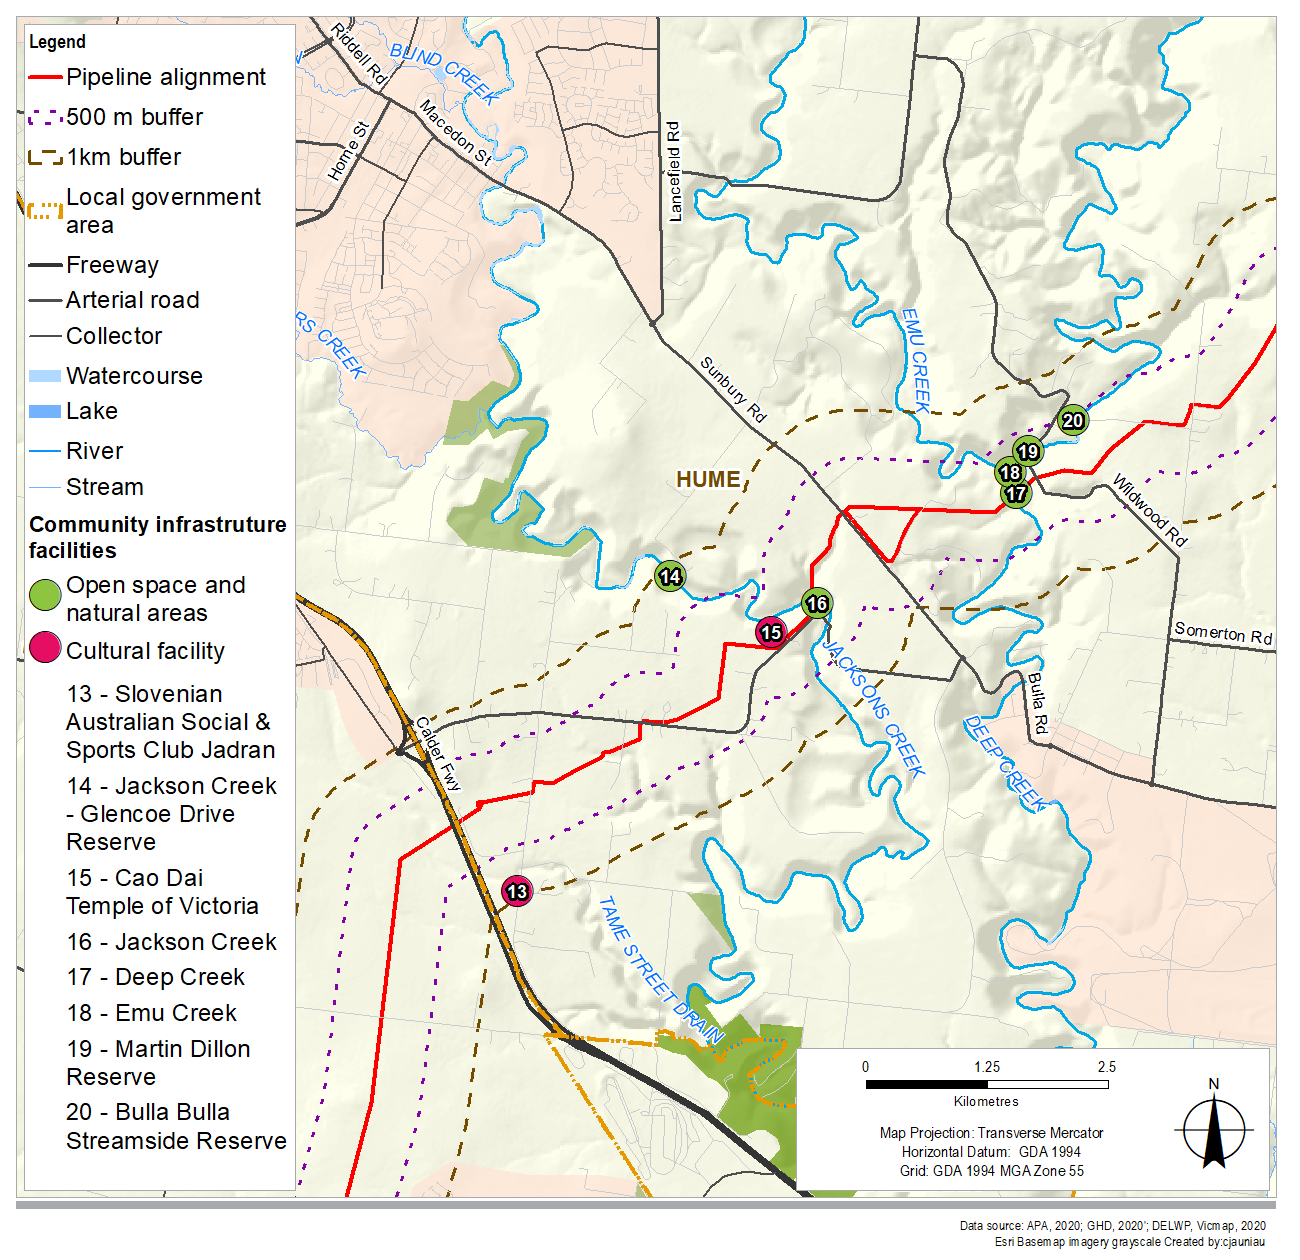 Legend
Pipeline alignment
500 m buffer
1km buffer
Local government
area
Freeway
Arterial road
Collector
Watercourse
Lake
River
Stream
Community infrastruture
facilities
Open space and
natural areas
Cultural facility
13 - Slovenian
Australian Social &
Sports Club Jadran
14 - Jackson Creek
- Glencoe Drive
Reserve
15 - Cao Dai
Temple of Victoria
16 - Jackson Creek
17 - Deep Creek
18 - Emu Creek
19 - Martin Dillon
Reserve
20 - Bulla Bulla
Streamside Reserve
Riddell Rd
BLIND CREEK
Macedon St
Horne St
Lancefield Rd
RS CREEK
EMU CREEK
Sunbury Rd
HUME
20
19
18
17
Wildwood Rd
14
16
15
Somerton Rd
JACKSONS CREEK
Bulla Rd
DEEP CREEK
Calder Fwy
13
TAME STREET DRAIN
0 1.25 2.5
Kilometres
N
Map Projection: Transverse Mercator
Horizontal Datum: GDA 1994
Grid: GDA 1994 MGA Zone 55
Data source: APA, 2020; GHD, 2020'; DELWP, Vicmap, 2020
Esri Basemap imagery grayscale Created by:cjauniau